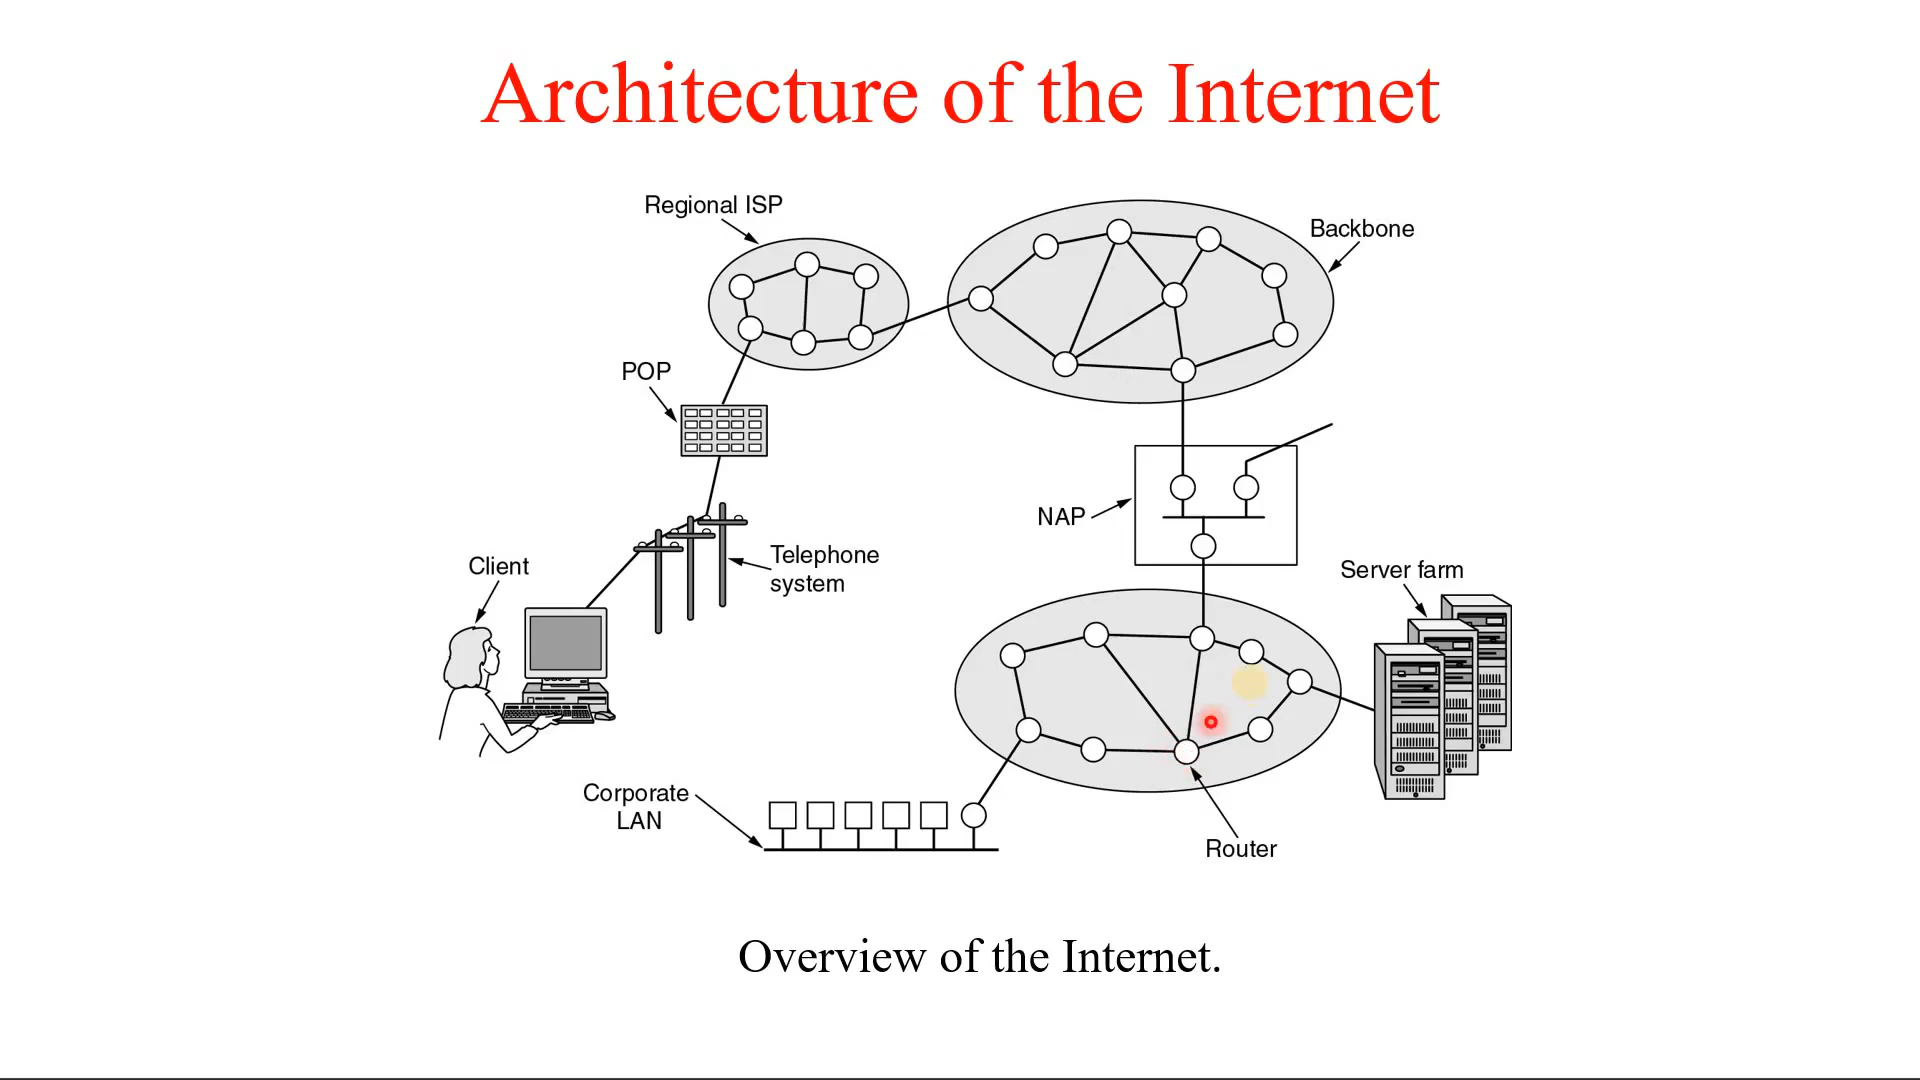 Architecture of the Internet
Regional ISP
Backbone
POP
NAP
Telephone
system
Client
Server farm
Corporate
LAN
Router
Overview of the Internet.